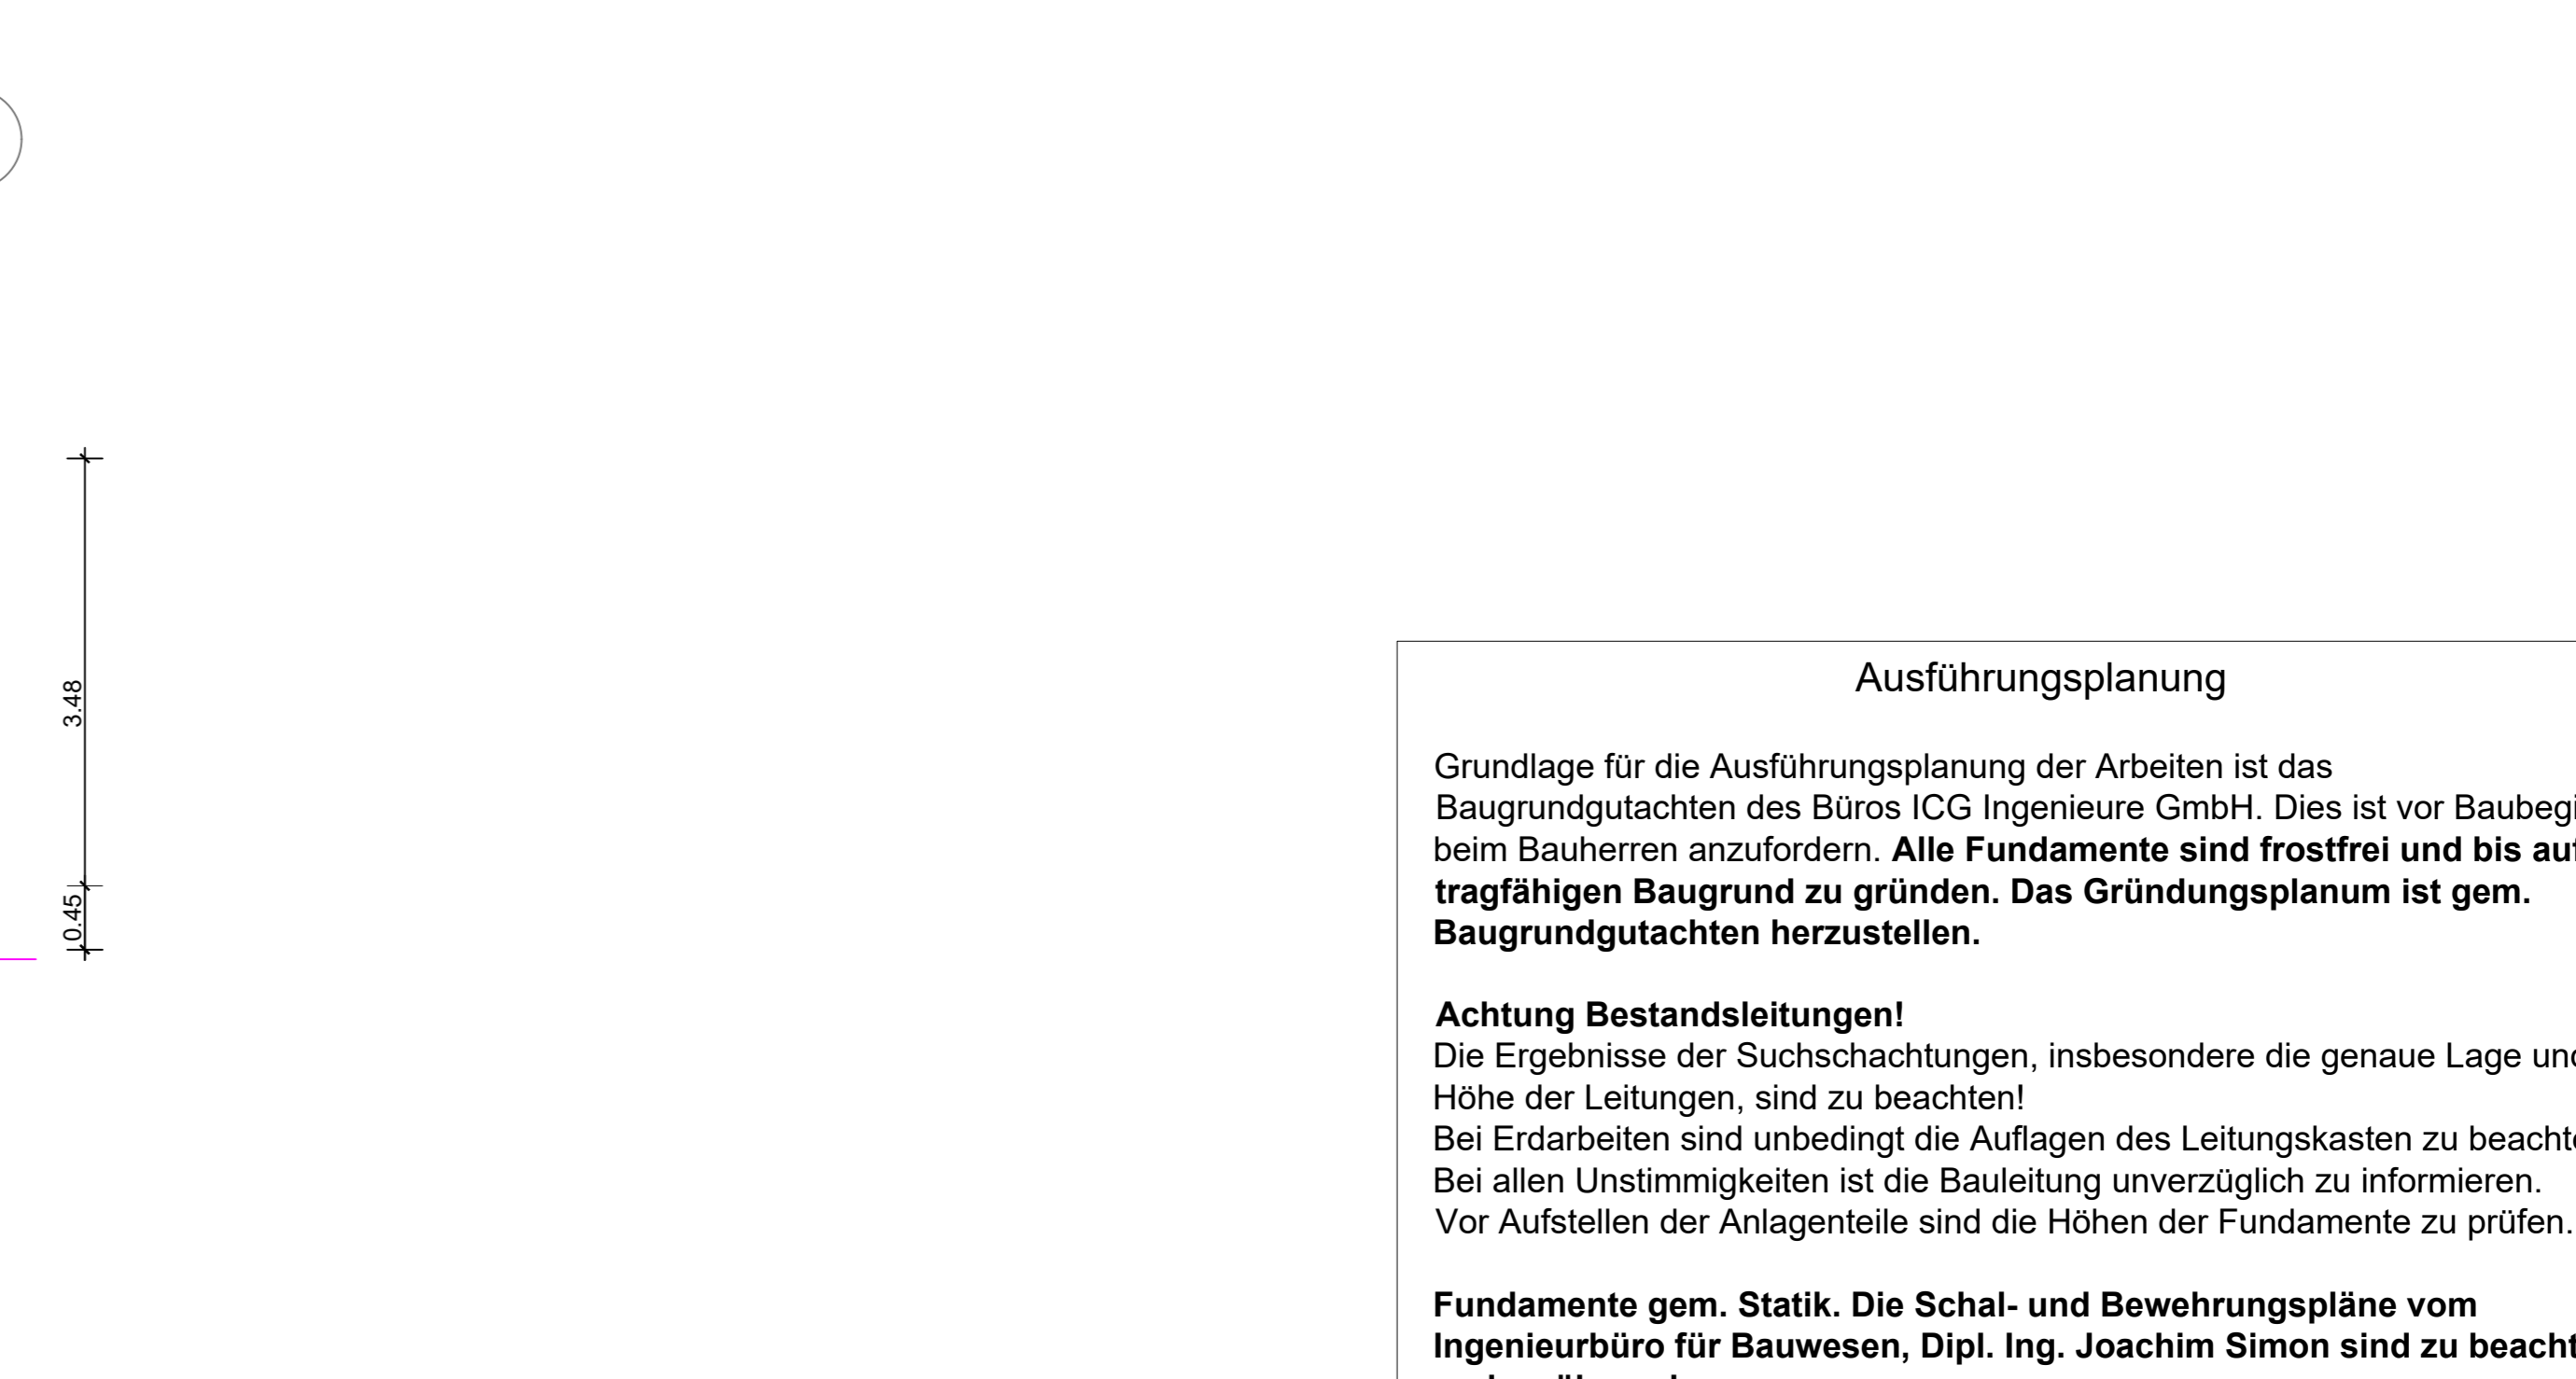 3.48
0.45
Ausführungsplanung
Grundlage für die Ausführungsplanung der Arbeiten ist das
Baugrundgutachten des Büros ICG Ingenieure GmbH. Dies ist vor
beim Bauherren anzufordern. Alle Fundamente sind frostfrei und bis
tragfähigen Baugrund zu gründen. Das Gründungsplanum ist gem.
Baugrundgutachten herzustellen.
Achtung Bestandsleitungen!
Die Ergebnisse der Suchschachtungen, insbesondere die genaue Lage
Höhe der Leitungen, sind zu beachten!
Bei Erdarbeiten sind unbedingt die Auflagen des Leitungskasten zu
Bei allen Unstimmigkeiten ist die Bauleitung unverzüglich zu informieren.
Vor Aufstellen der Anlagenteile sind die Höhen der Fundamente zu prüfen.
Fundamente gem. Statik. Die Schal- und Bewehrungspläne vom
Ingenieurbüro für Bauwesen, Dipl. Ing. Joachim Simon sind zu